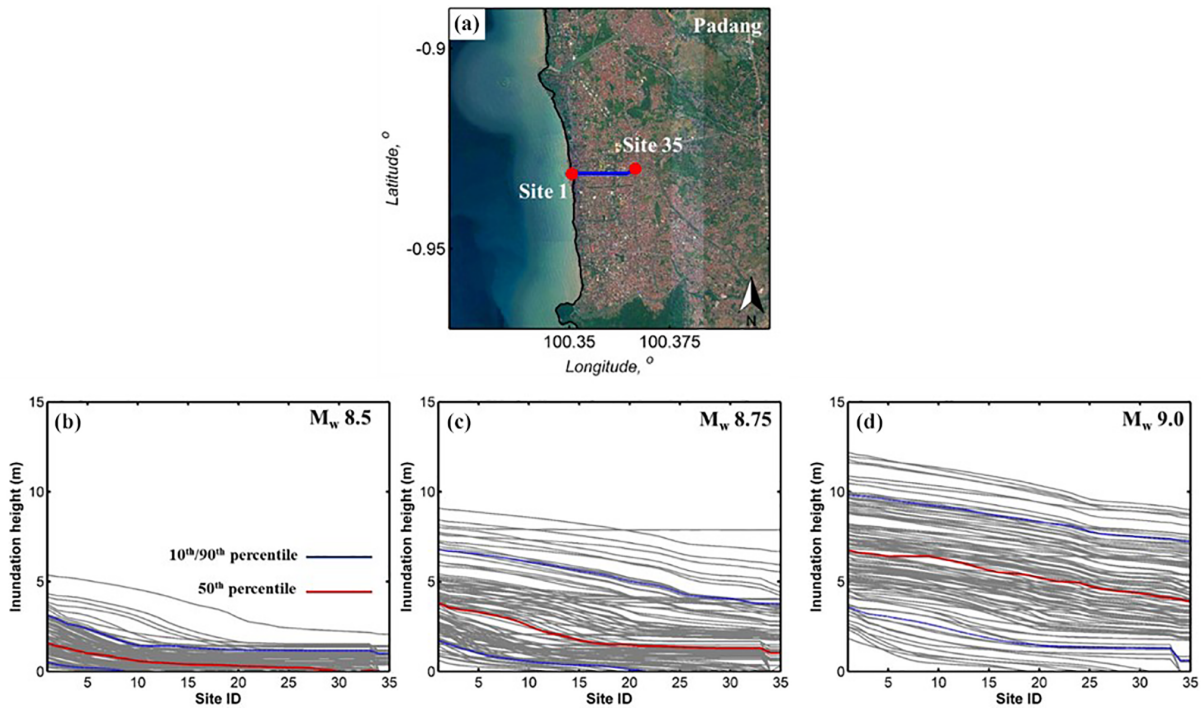 (a)
Padang
-0.9
Site 35
Site 1
-0.95
N
Latitude, °
100.35 100.375
Longitude, °
(b)
Mw 8.5
15
10
5
0
10th/90th percentile
50th percentile
Inundation height (m)
5 10 15 20 25 30 35
Site ID
(c)
Mw 8.75
15
10
5
0
Inundation height (m)
5 10 15 20 25 30 35
Site ID
(d)
Mw 9.0
15
10
5
0
Inundation height (m)
5 10 15 20 25 30 35
Site ID